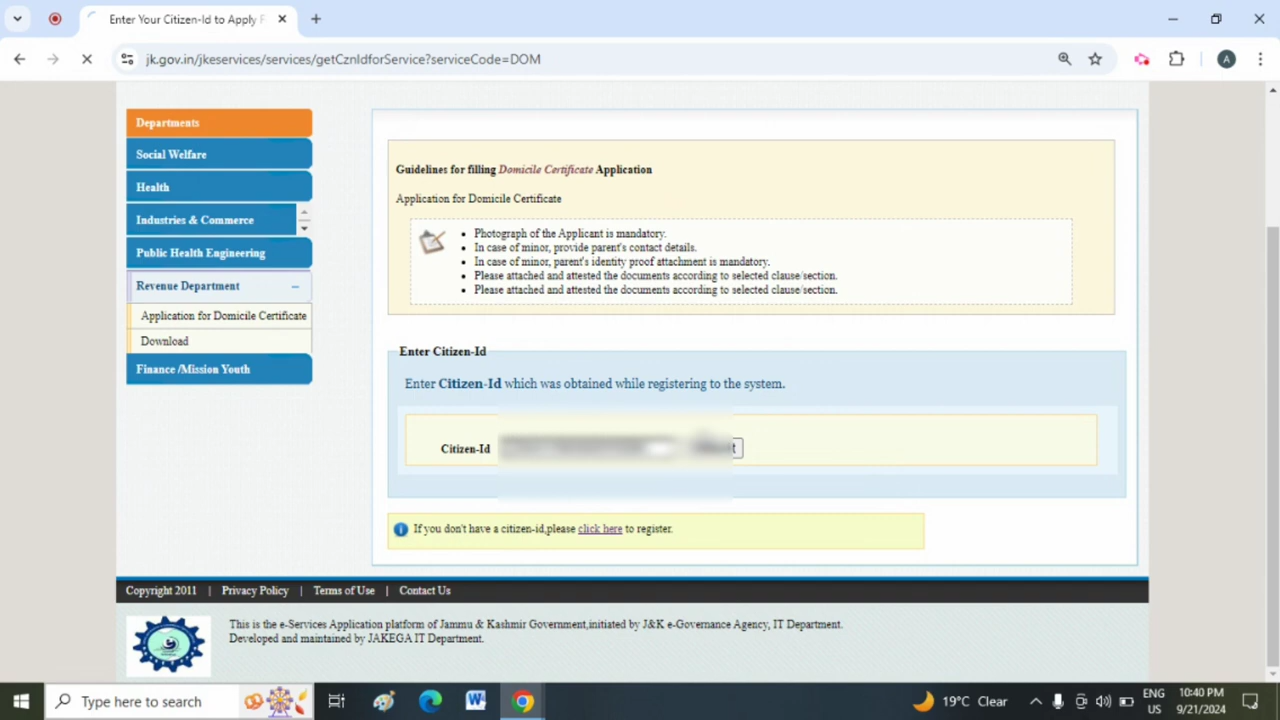 Enter Your Citizen-Id to Apply F
jk.gov.in/jkeservices/services/getCznIdforService?serviceCode=DOM
A
Departments
Social Welfare
Health
Industries & Commerce
Public Health Engineering
Revenue Department
Application for Domicile Certificate
Download
Finance /Mission Youth
Guidelines for filling Domicile Certificate Application
Application for Domicile Certificate
• Photograph of the Applicant is mandatory.
• In case of minor, provide parent's contact details.
• In case of minor, parent's identity proof attachment is mandatory.
• Please attached and attested the documents according to selected clause/section.
• Please attached and attested the documents according to selected clause/section.
Enter Citizen-Id
Enter Citizen-Id which was obtained while registering to the system.
Citizen-Id
If you don't have a citizen-id,please click here to register.
Copyright 2011 | Privacy Policy | Terms of Use | Contact Us
This is the e-Services Application platform of Jammu & Kashmir Government,initiated by J&K e-Governance Agency, IT Department.
Developed and maintained by JAKEGA IT Department.
Type here to search
19°C Clear
ENG
US
10:40 PM
9/21/2024